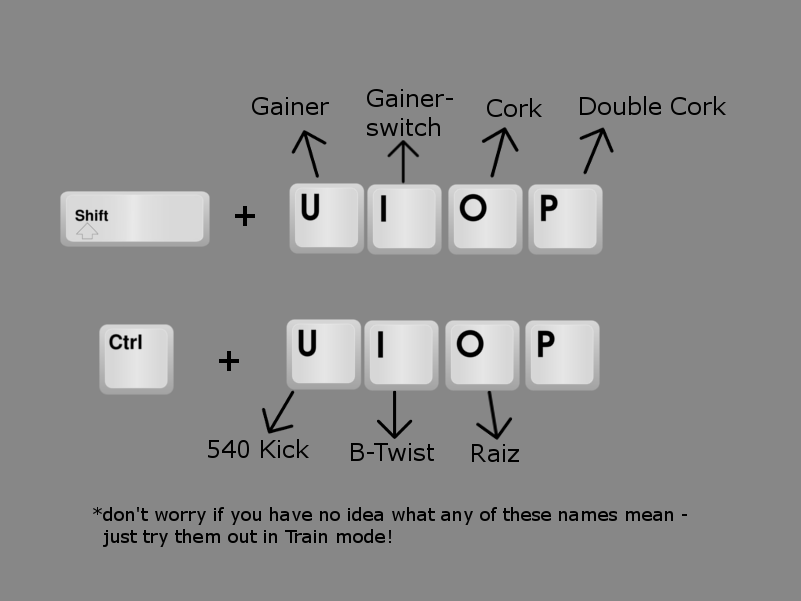 Gainer
Gainer-
switch
Cork
Double Cork
Shift + U I O P
Ctrl + U I O P
540 Kick
B-Twist
Raiz
*don't worry if you have no idea what any of these names mean -
just try them out in Train mode!